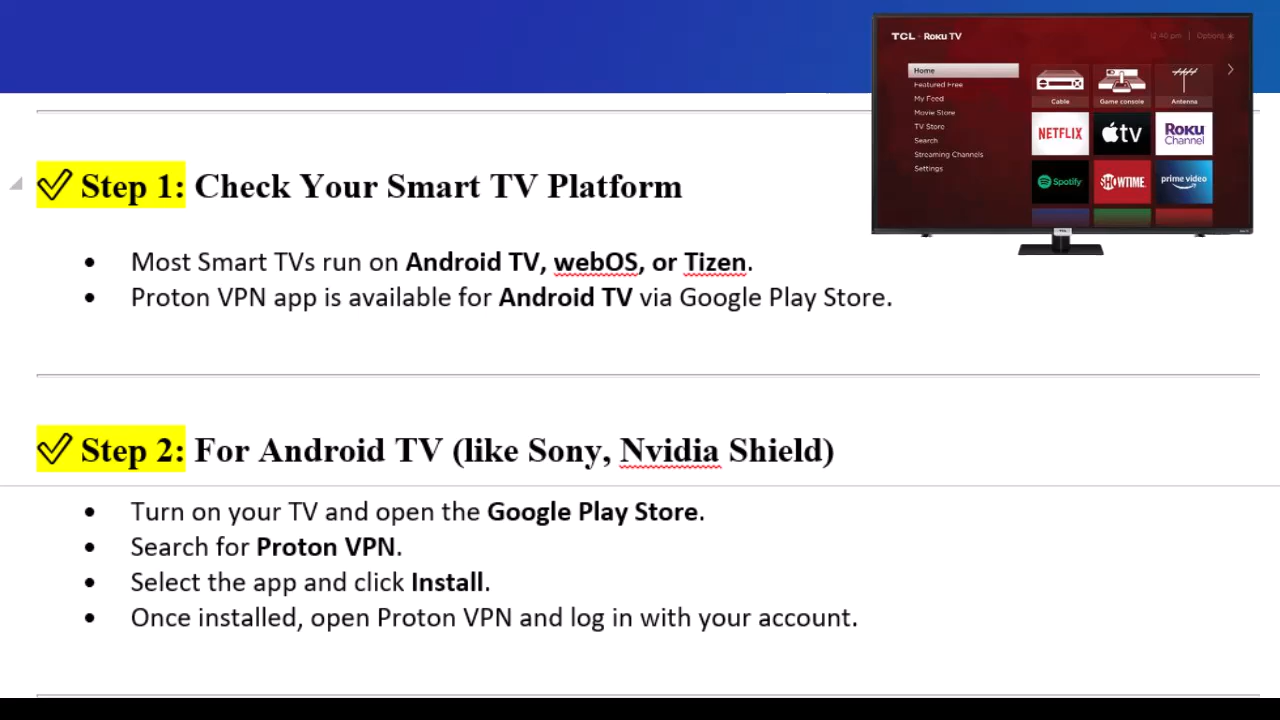 TCL · Roku TV
12:40 pm | Options
Home
Featured Free
My Feed
Movie Store
TV Store
Search
Streaming Channels
Settings
Cable
Game console
Antenna
NETFLIX
tv
Roku Channel
Spotify
SHOWTIME
prime video
TCL
✓ Step 1: Check Your Smart TV Platform
• Most Smart TVs run on Android TV, webOS, or Tizen.
• Proton VPN app is available for Android TV via Google Play Store.
✓ Step 2: For Android TV (like Sony, Nvidia Shield)
• Turn on your TV and open the Google Play Store.
• Search for Proton VPN.
• Select the app and click Install.
• Once installed, open Proton VPN and log in with your account.